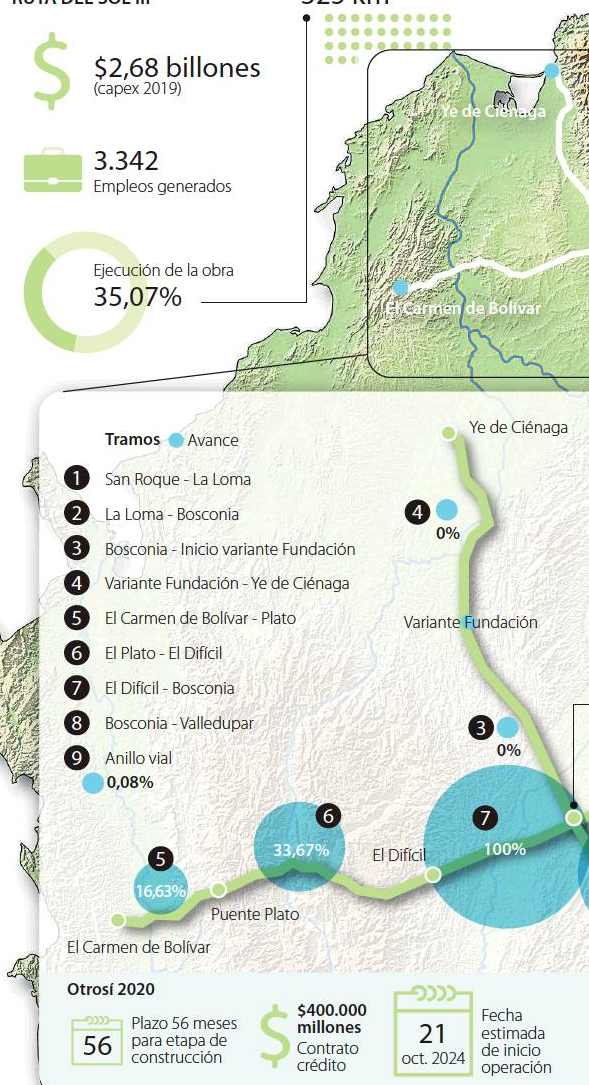 RUTA DEL SOL III
$2,68 billones
(capex 2019)
3.342
Empleos generados
Ejecución de la obra
35,07%
Ye de Ciénaga
El Carmen de Bolívar
Tramos Avance
1 San Roque - La Loma
2 La Loma - Bosconia
3 Bosconia - Inicio variante Fundación
4 Variante Fundación - Ye de Ciénaga
5 El Carmen de Bolívar - Plato
6 El Plato - El Difícil
7 El Difícil - Bosconia
8 Bosconia - Valledupar
9 Anillo vial
0,08%
Ye de Ciénaga
4
0%
Variante Fundación
3
0%
7
100%
6
33,67%
El Difícil
5
16,63%
Puente Plato
El Carmen de Bolívar
Otrosí 2020
56
Plazo 56 meses
para etapa de
construcción
$400.000
millones
Contrato
crédito
21
oct. 2024
Fecha
estimada
de inicio
operación